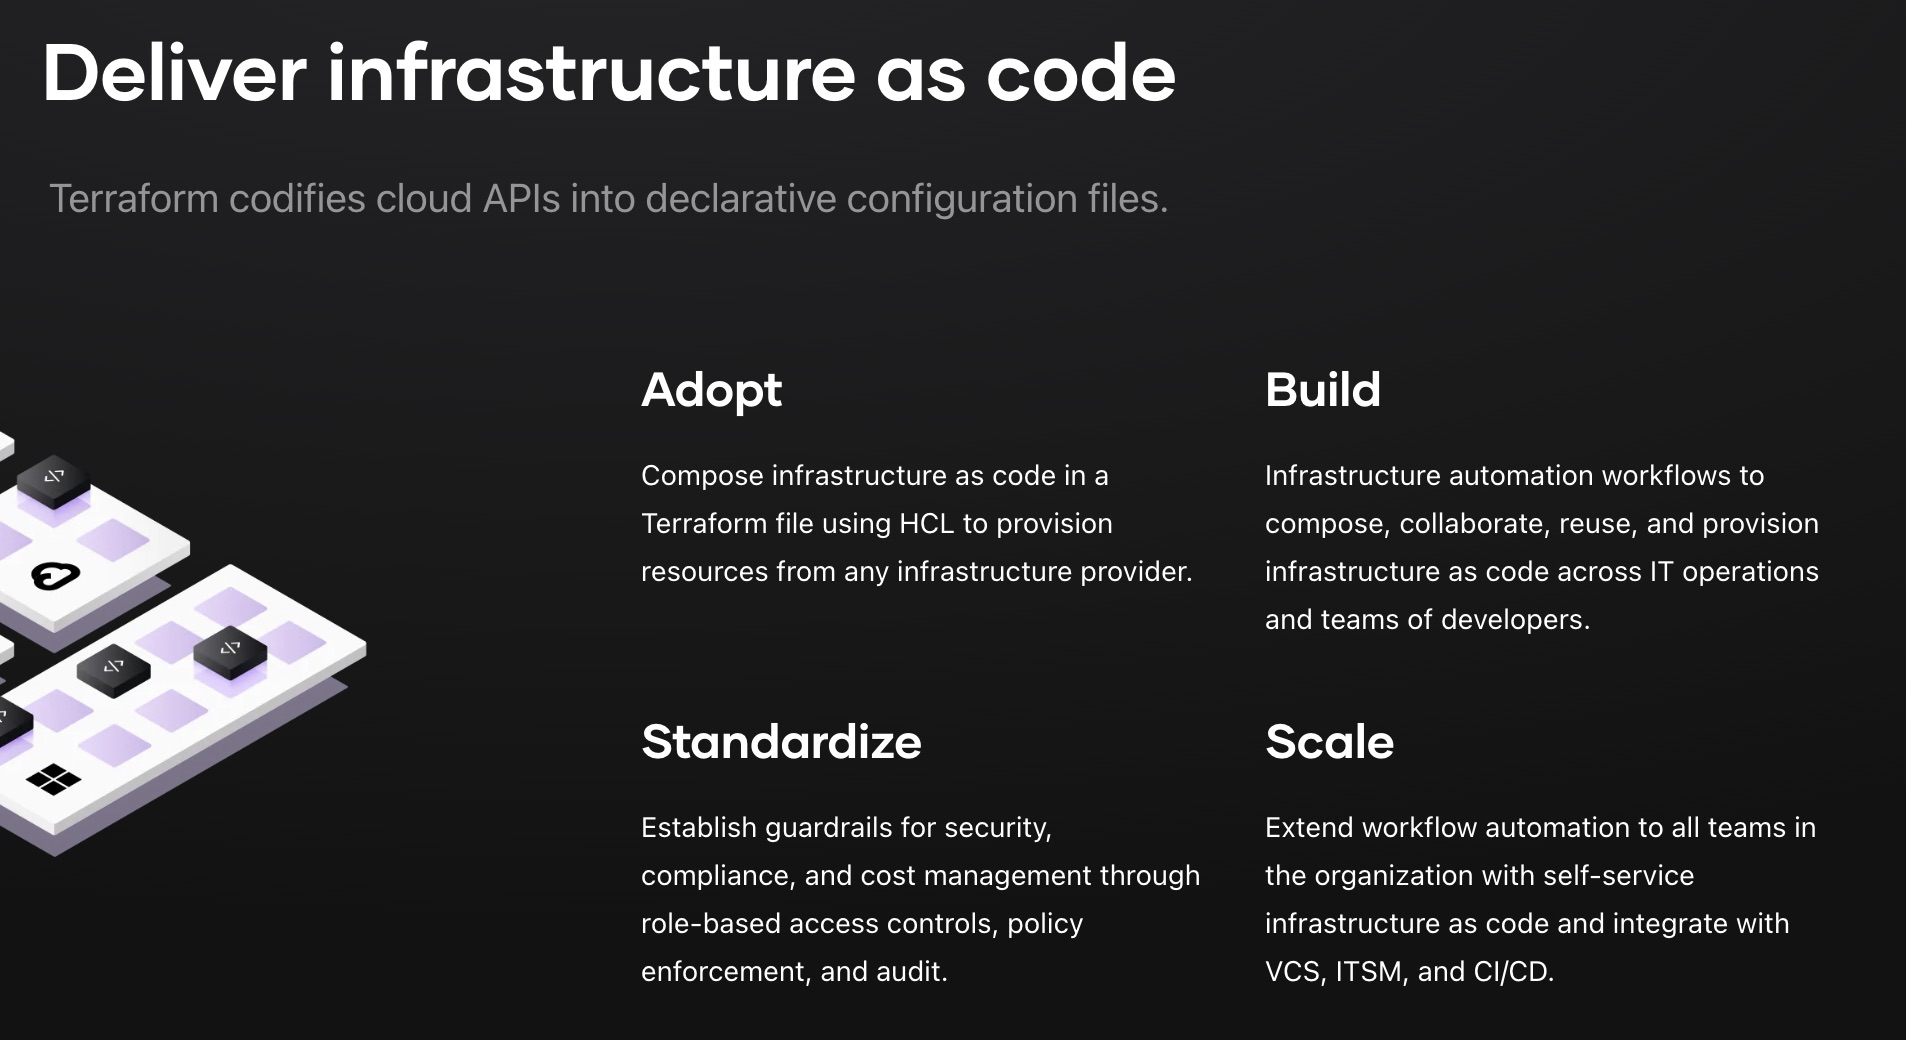 Deliver infrastructure as code
Terraform codifies cloud APIs into declarative configuration files.
Adopt
Compose infrastructure as code in a
Terraform file using HCL to provision
resources from any infrastructure provider.
Build
Infrastructure automation workflows to
compose, collaborate, reuse, and provision
infrastructure as code across IT operations
and teams of developers.
Standardize
Establish guardrails for security,
compliance, and cost management through
role-based access controls, policy
enforcement, and audit.
Scale
Extend workflow automation to all teams in
the organization with self-service
infrastructure as code and integrate with
VCS, ITSM, and CI/CD.